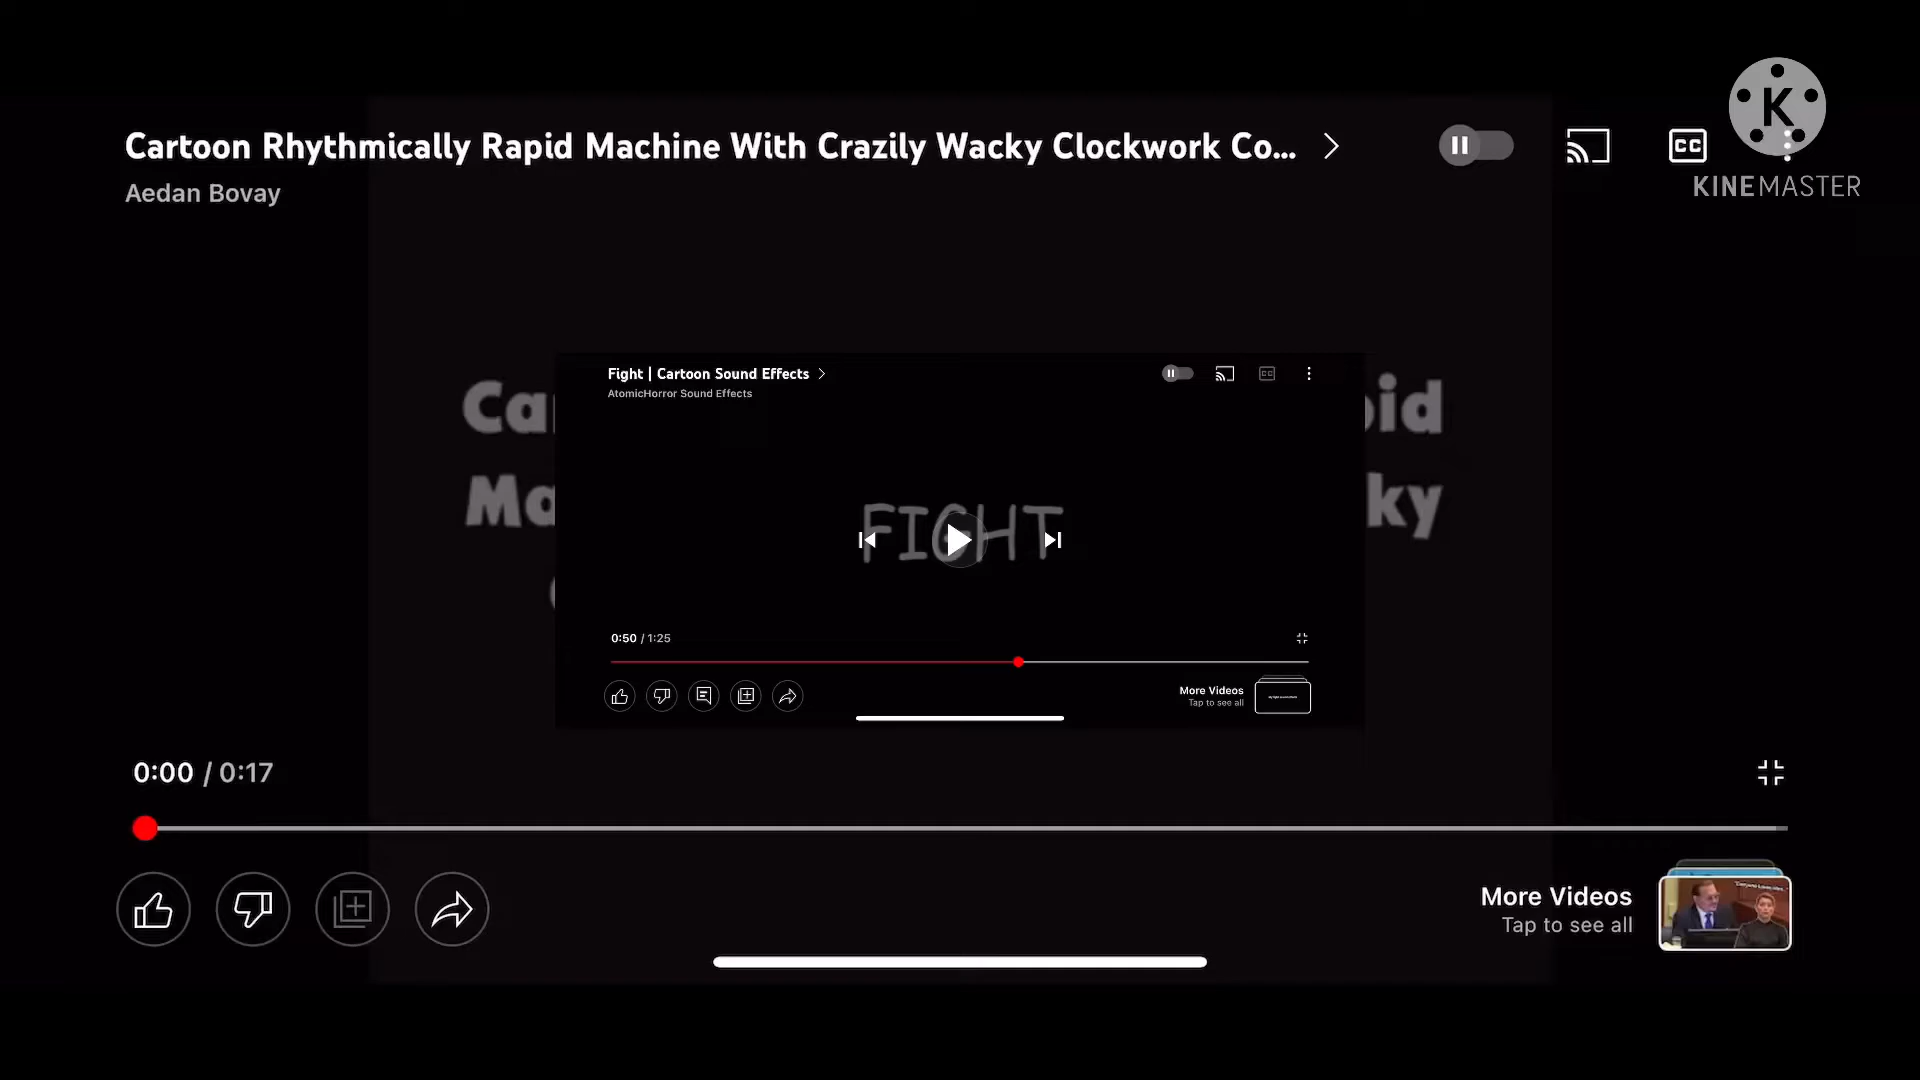 Cartoon Rhythmically Rapid Machine With Crazily Wacky Clockwork Co...
Aedan Bovay
CC
K
KINEMASTER
Fight | Cartoon Sound Effects
AtomicHorror Sound Effects
CC
FIGHT
0:50 / 1:25
More Videos
Tap to see all
0:00 / 0:17
More Videos
Tap to see all